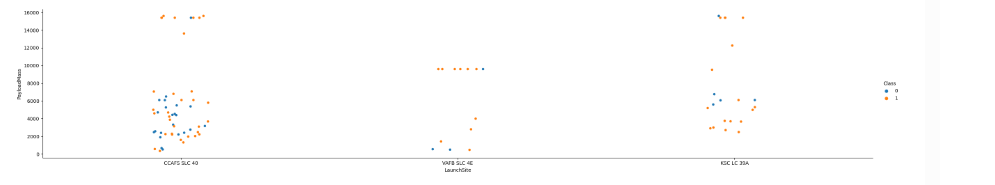 16000
14000
12000
10000
8000
6000
4000
2000
0
PayloadMass
CCAFS SLC 40
VAFB SLC 4E
KSC LC 39A
LaunchSite
Class
0
1